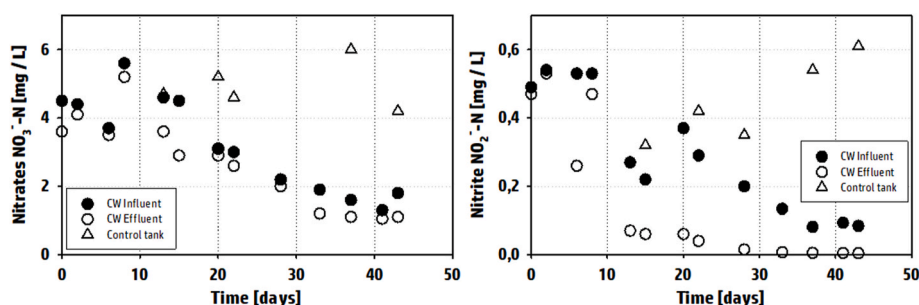 Nitrates NO3⁻-N [mg / L]
6
4
2
0
CW Influent
CW Effluent
Control tank
0 10 20 30 40 50
Time [days]
Nitrite NO2⁻-N [mg / L]
0,6
0,4
0,2
0,0
CW Influent
CW Effluent
Control tank
0 10 20 30 40 50
Time [days]